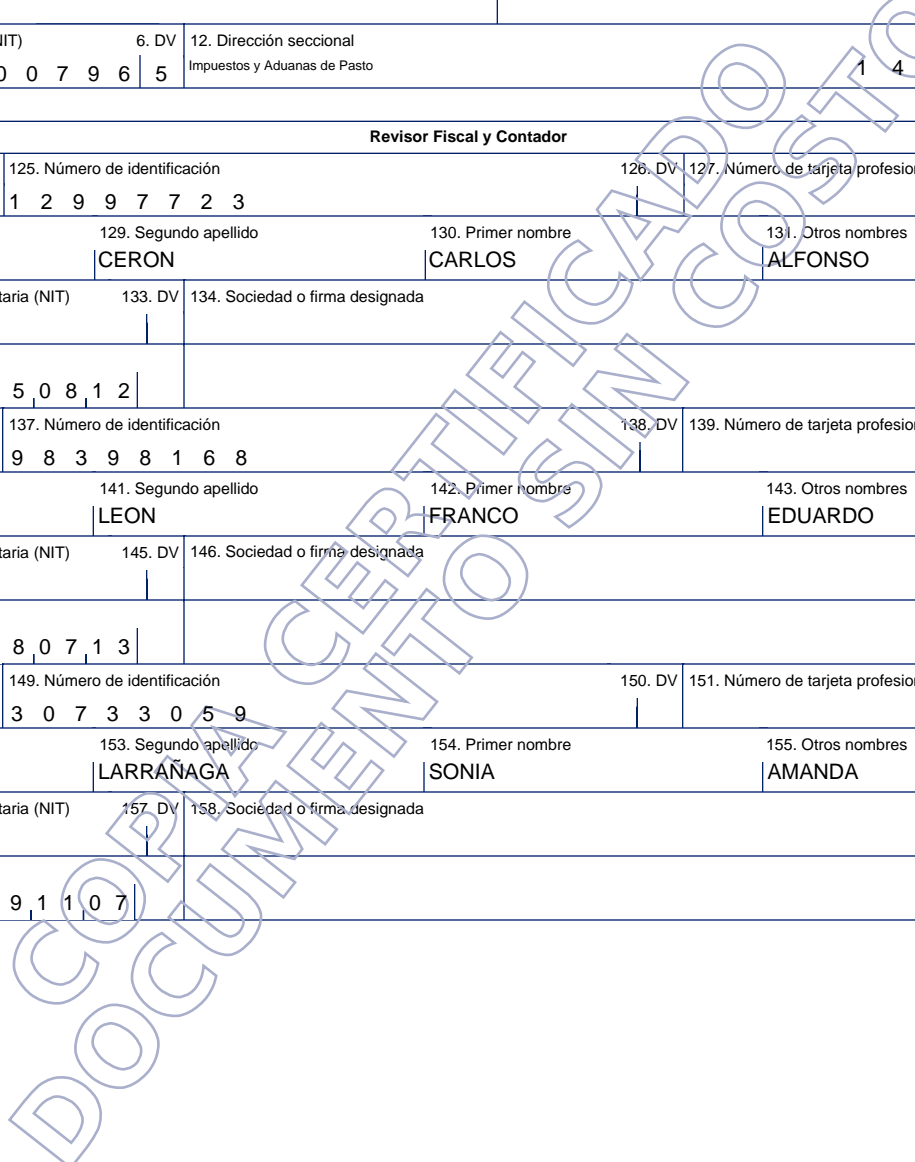 NIT) 6. DV 12. Dirección seccional
0 0 7 9 6 5 Impuestos y Aduanas de Pasto 1 4
Revisor Fiscal y Contador
125. Número de identificación 126. DV 127. Número de tarjeta profesion
1 2 9 9 7 7 2 3
129. Segundo apellido 130. Primer nombre 131. Otros nombres
CERON CARLOS ALFONSO
taria (NIT) 133. DV 134. Sociedad o firma designada
5 0 8 1 2
137. Número de identificación 138. DV 139. Número de tarjeta profesion
9 8 3 9 8 1 6 8
141. Segundo apellido 142. Primer nombre 143. Otros nombres
LEON FRANCO EDUARDO
taria (NIT) 145. DV 146. Sociedad o firma designada
8 0 7 1 3
149. Número de identificación 150. DV 151. Número de tarjeta profesion
3 0 7 3 3 0 5 9
153. Segundo apellido 154. Primer nombre 155. Otros nombres
LARRAÑAGA SONIA AMANDA
taria (NIT) 157. DV 158. Sociedad o firma designada
9 1 1 0 7
COPIA CERTIFICADO
DOCUMENTO SIN COSTO